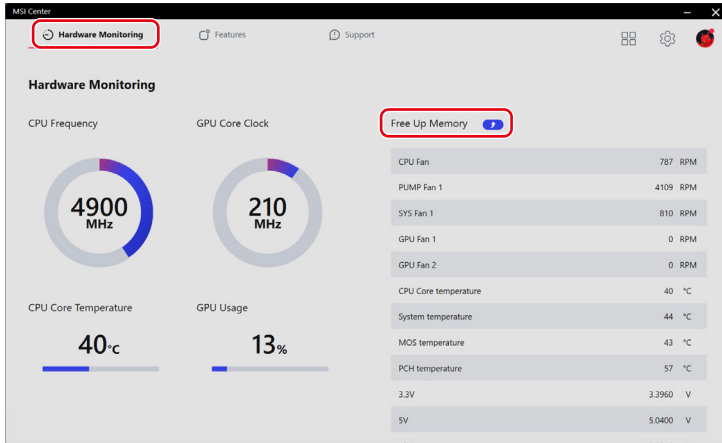 MSI Center
Hardware Monitoring
Features
Support
Hardware Monitoring
CPU Frequency
4900
MHz
GPU Core Clock
210
MHz
CPU Core Temperature
40°C
GPU Usage
13%
Free Up Memory
CPU Fan 787 RPM
PUMP Fan 1 4109 RPM
SYS Fan 1 810 RPM
GPU Fan 1 0 RPM
GPU Fan 2 0 RPM
CPU Core temperature 40 °C
System temperature 44 °C
MOS temperature 43 °C
PCH temperature 57 °C
3.3V 3.3960 V
5V 5.0400 V